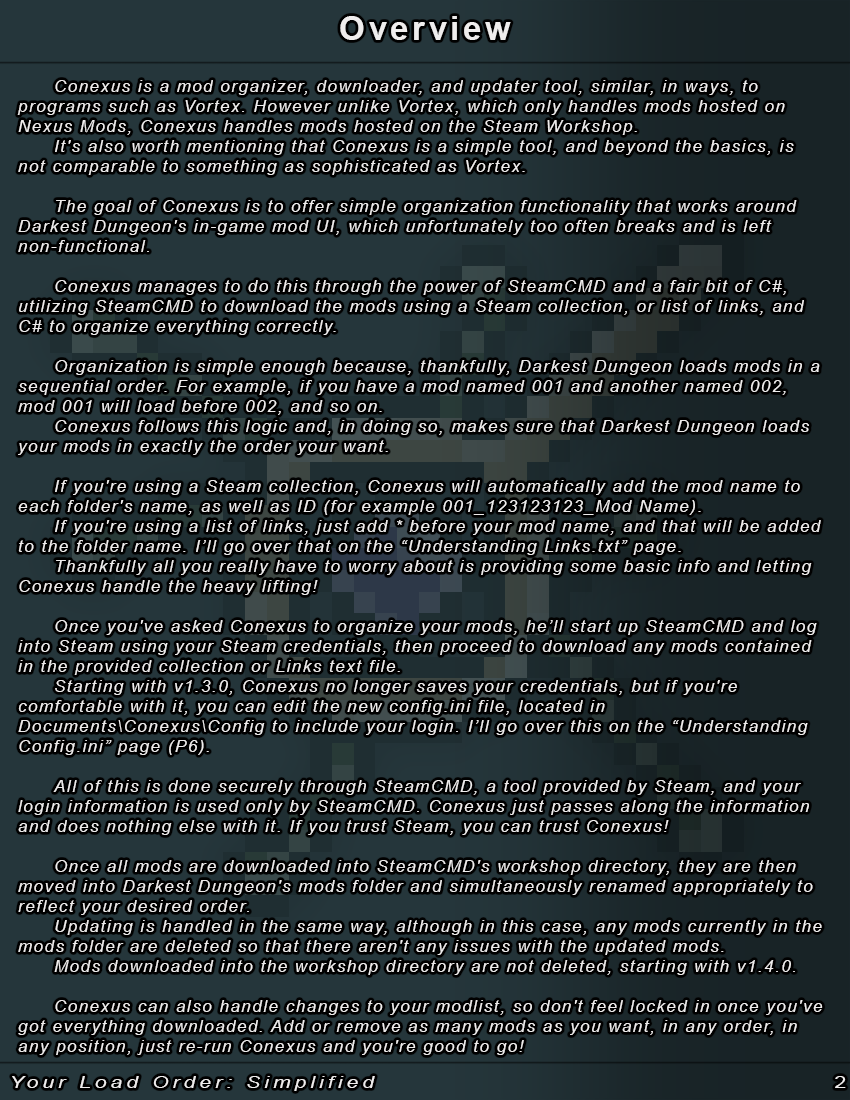 Overview
Conexus is a mod organizer, downloader, and updater tool, similar, in ways, to
programs such as Vortex. However unlike Vortex, which only handles mods hosted on
Nexus Mods, Conexus handles mods hosted on the Steam Workshop.
It's also worth mentioning that Conexus is a simple tool, and beyond the basics, is
not comparable to something as sophisticated as Vortex.
The goal of Conexus is to offer simple organization functionality that works around
Darkest Dungeon's in-game mod UI, which unfortunately too often breaks and is left
non-functional.
Conexus manages to do this through the power of SteamCMD and a fair bit of C#,
utilizing SteamCMD to download the mods using a Steam collection, or list of links, and
C# to organize everything correctly.
Organization is simple enough because, thankfully, Darkest Dungeon loads mods in a
sequential order. For example, if you have a mod named 001 and another named 002,
mod 001 will load before 002, and so on.
Conexus follows this logic and, in doing so, makes sure that Darkest Dungeon loads
your mods in exactly the order your want.
If you're using a Steam collection, Conexus will automatically add the mod name to
each folder's name, as well as ID (for example 001_123123123_Mod Name).
If you're using a list of links, just add * before your mod name, and that will be added
to the folder name. I’ll go over that on the “Understanding Links.txt” page.
Thankfully all you really have to worry about is providing some basic info and letting
Conexus handle the heavy lifting!
Once you've asked Conexus to organize your mods, he’ll start up SteamCMD and log
into Steam using your Steam credentials, then proceed to download any mods contained
in the provided collection or Links text file.
Starting with v1.3.0, Conexus no longer saves your credentials, but if you're
comfortable with it, you can edit the new config.ini file, located in
Documents\Conexus\Config to include your login. I’ll go over this on the “Understanding
Config.ini” page (P6).
All of this is done securely through SteamCMD, a tool provided by Steam, and your
login information is used only by SteamCMD. Conexus just passes along the information
and does nothing else with it. If you trust Steam, you can trust Conexus!
Once all mods are downloaded into SteamCMD's workshop directory, they are then
moved into Darkest Dungeon's mods folder and simultaneously renamed appropriately to
reflect your desired order.
Updating is handled in the same way, although in this case, any mods currently in the
mods folder are deleted so that there aren't any issues with the updated mods.
Mods downloaded into the workshop directory are not deleted, starting with v1.4.0.
Conexus can also handle changes to your modlist, so don't feel locked in once you've
got everything downloaded. Add or remove as many mods as you want, in any order, in
any position, just re-run Conexus and you're good to go!
Your Load Order: Simplified
2